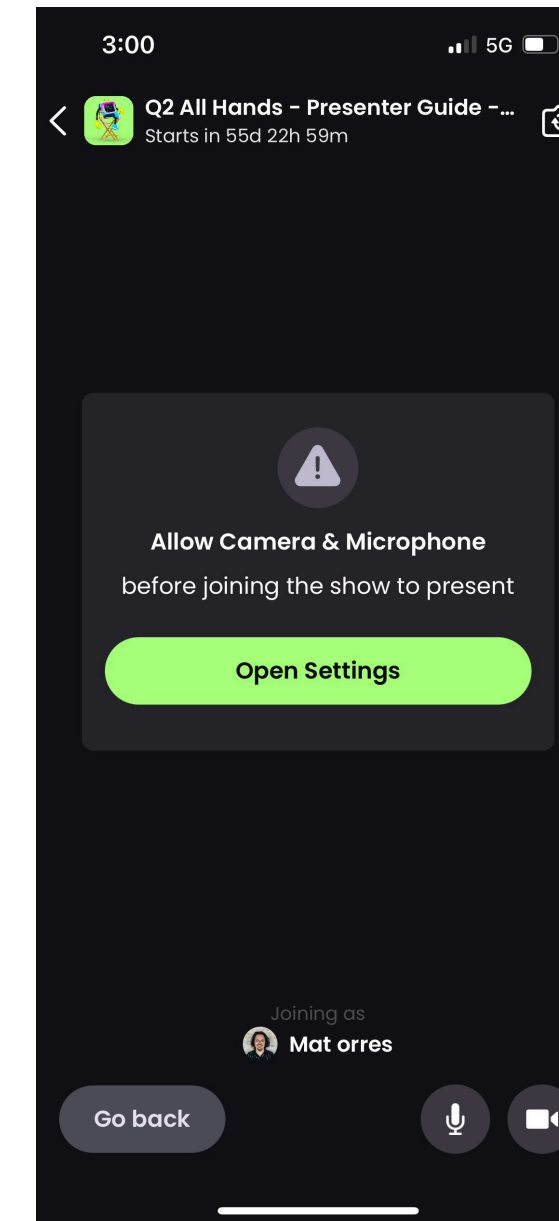 3:00
5G
Q2 All Hands - Presenter Guide -...
Starts in 55d 22h 59m
Allow Camera & Microphone
before joining the show to present
Open Settings
Joining as
Mat orres
Go back